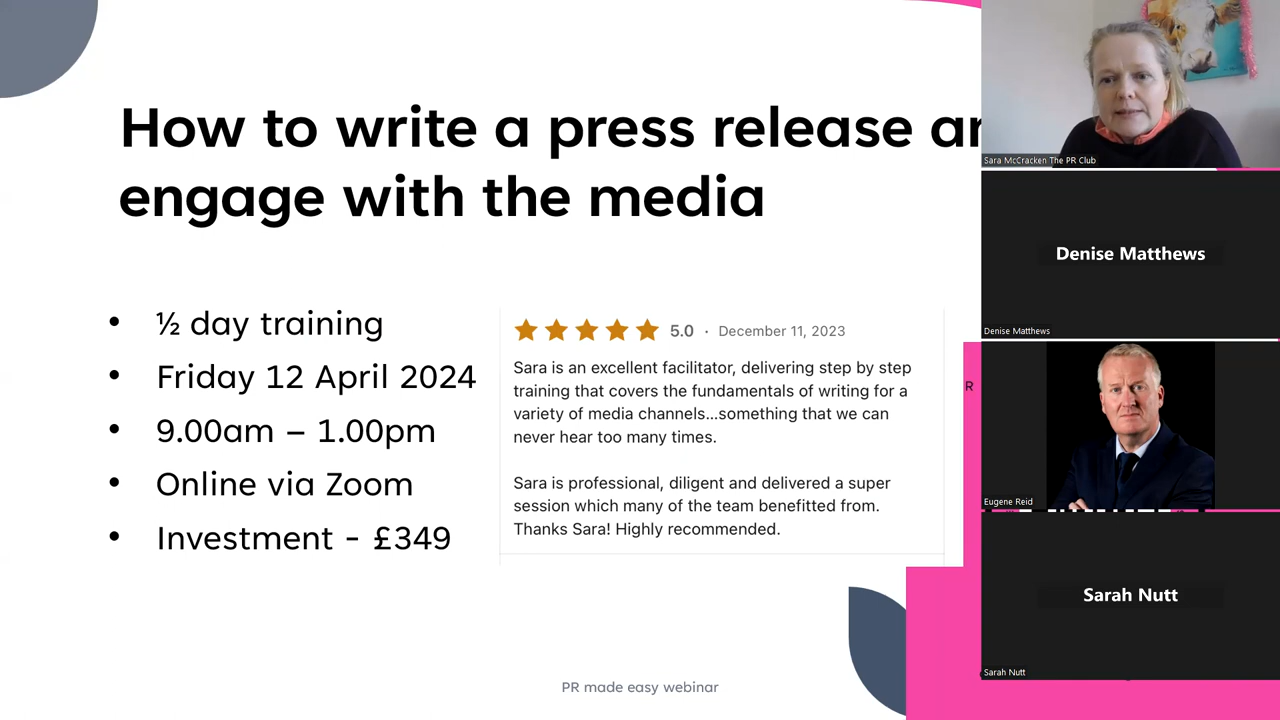 How to write a press release
engage with the media
• ½ day training
• Friday 12 April 2024
• 9.00am – 1.00pm
• Online via Zoom
• Investment - £349
5.0 · December 11, 2023
Sara is an excellent facilitator, delivering step by step
training that covers the fundamentals of writing for a
variety of media channels...something that we can
never hear too many times.
Sara is professional, diligent and delivered a super
session which many of the team benefitted from.
Thanks Sara! Highly recommended.
PR made easy webinar
R
Sara McCracken The PR Club
Denise Matthews
Denise Matthews
Eugene Reid
Sarah Nutt
Sarah Nutt